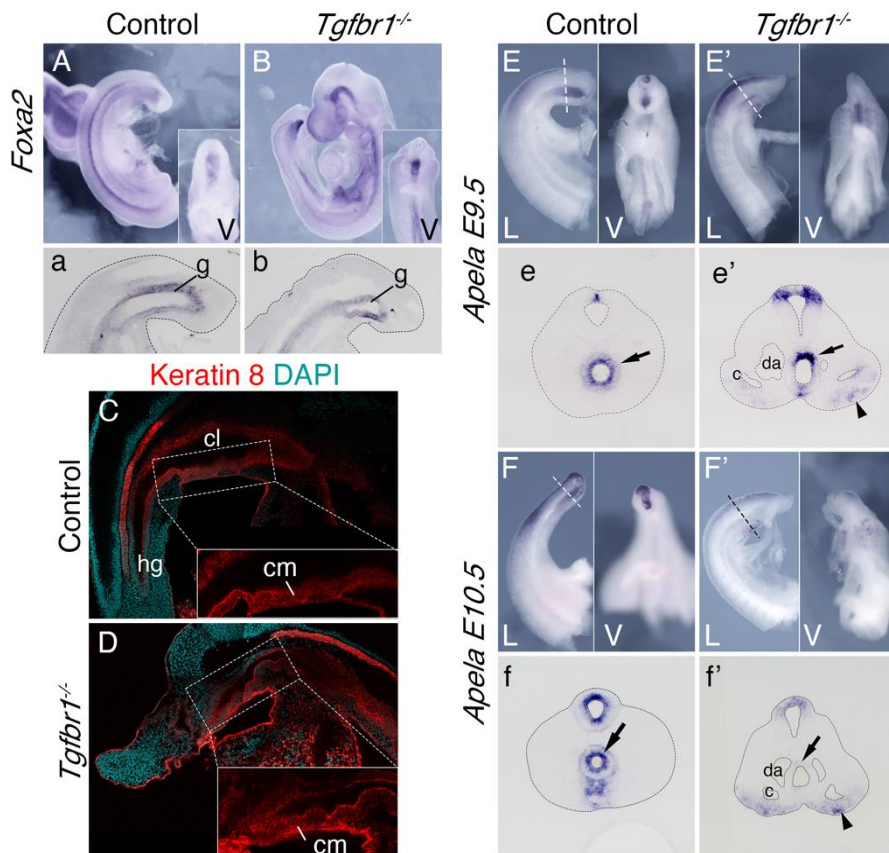 Control
Tgfbr1-/-
Foxa2
A
V
B
V
a
g
b
g
Keratin 8 DAPI
Control
C
cl
hg
cm
Tgfbr1-/-
D
cm
Control
Tgfbr1-/-
Apela E9.5
E
L
V
E'
L
V
e
e'
c
da
Apela E10.5
F
L
V
F'
L
V
f
f'
da
c